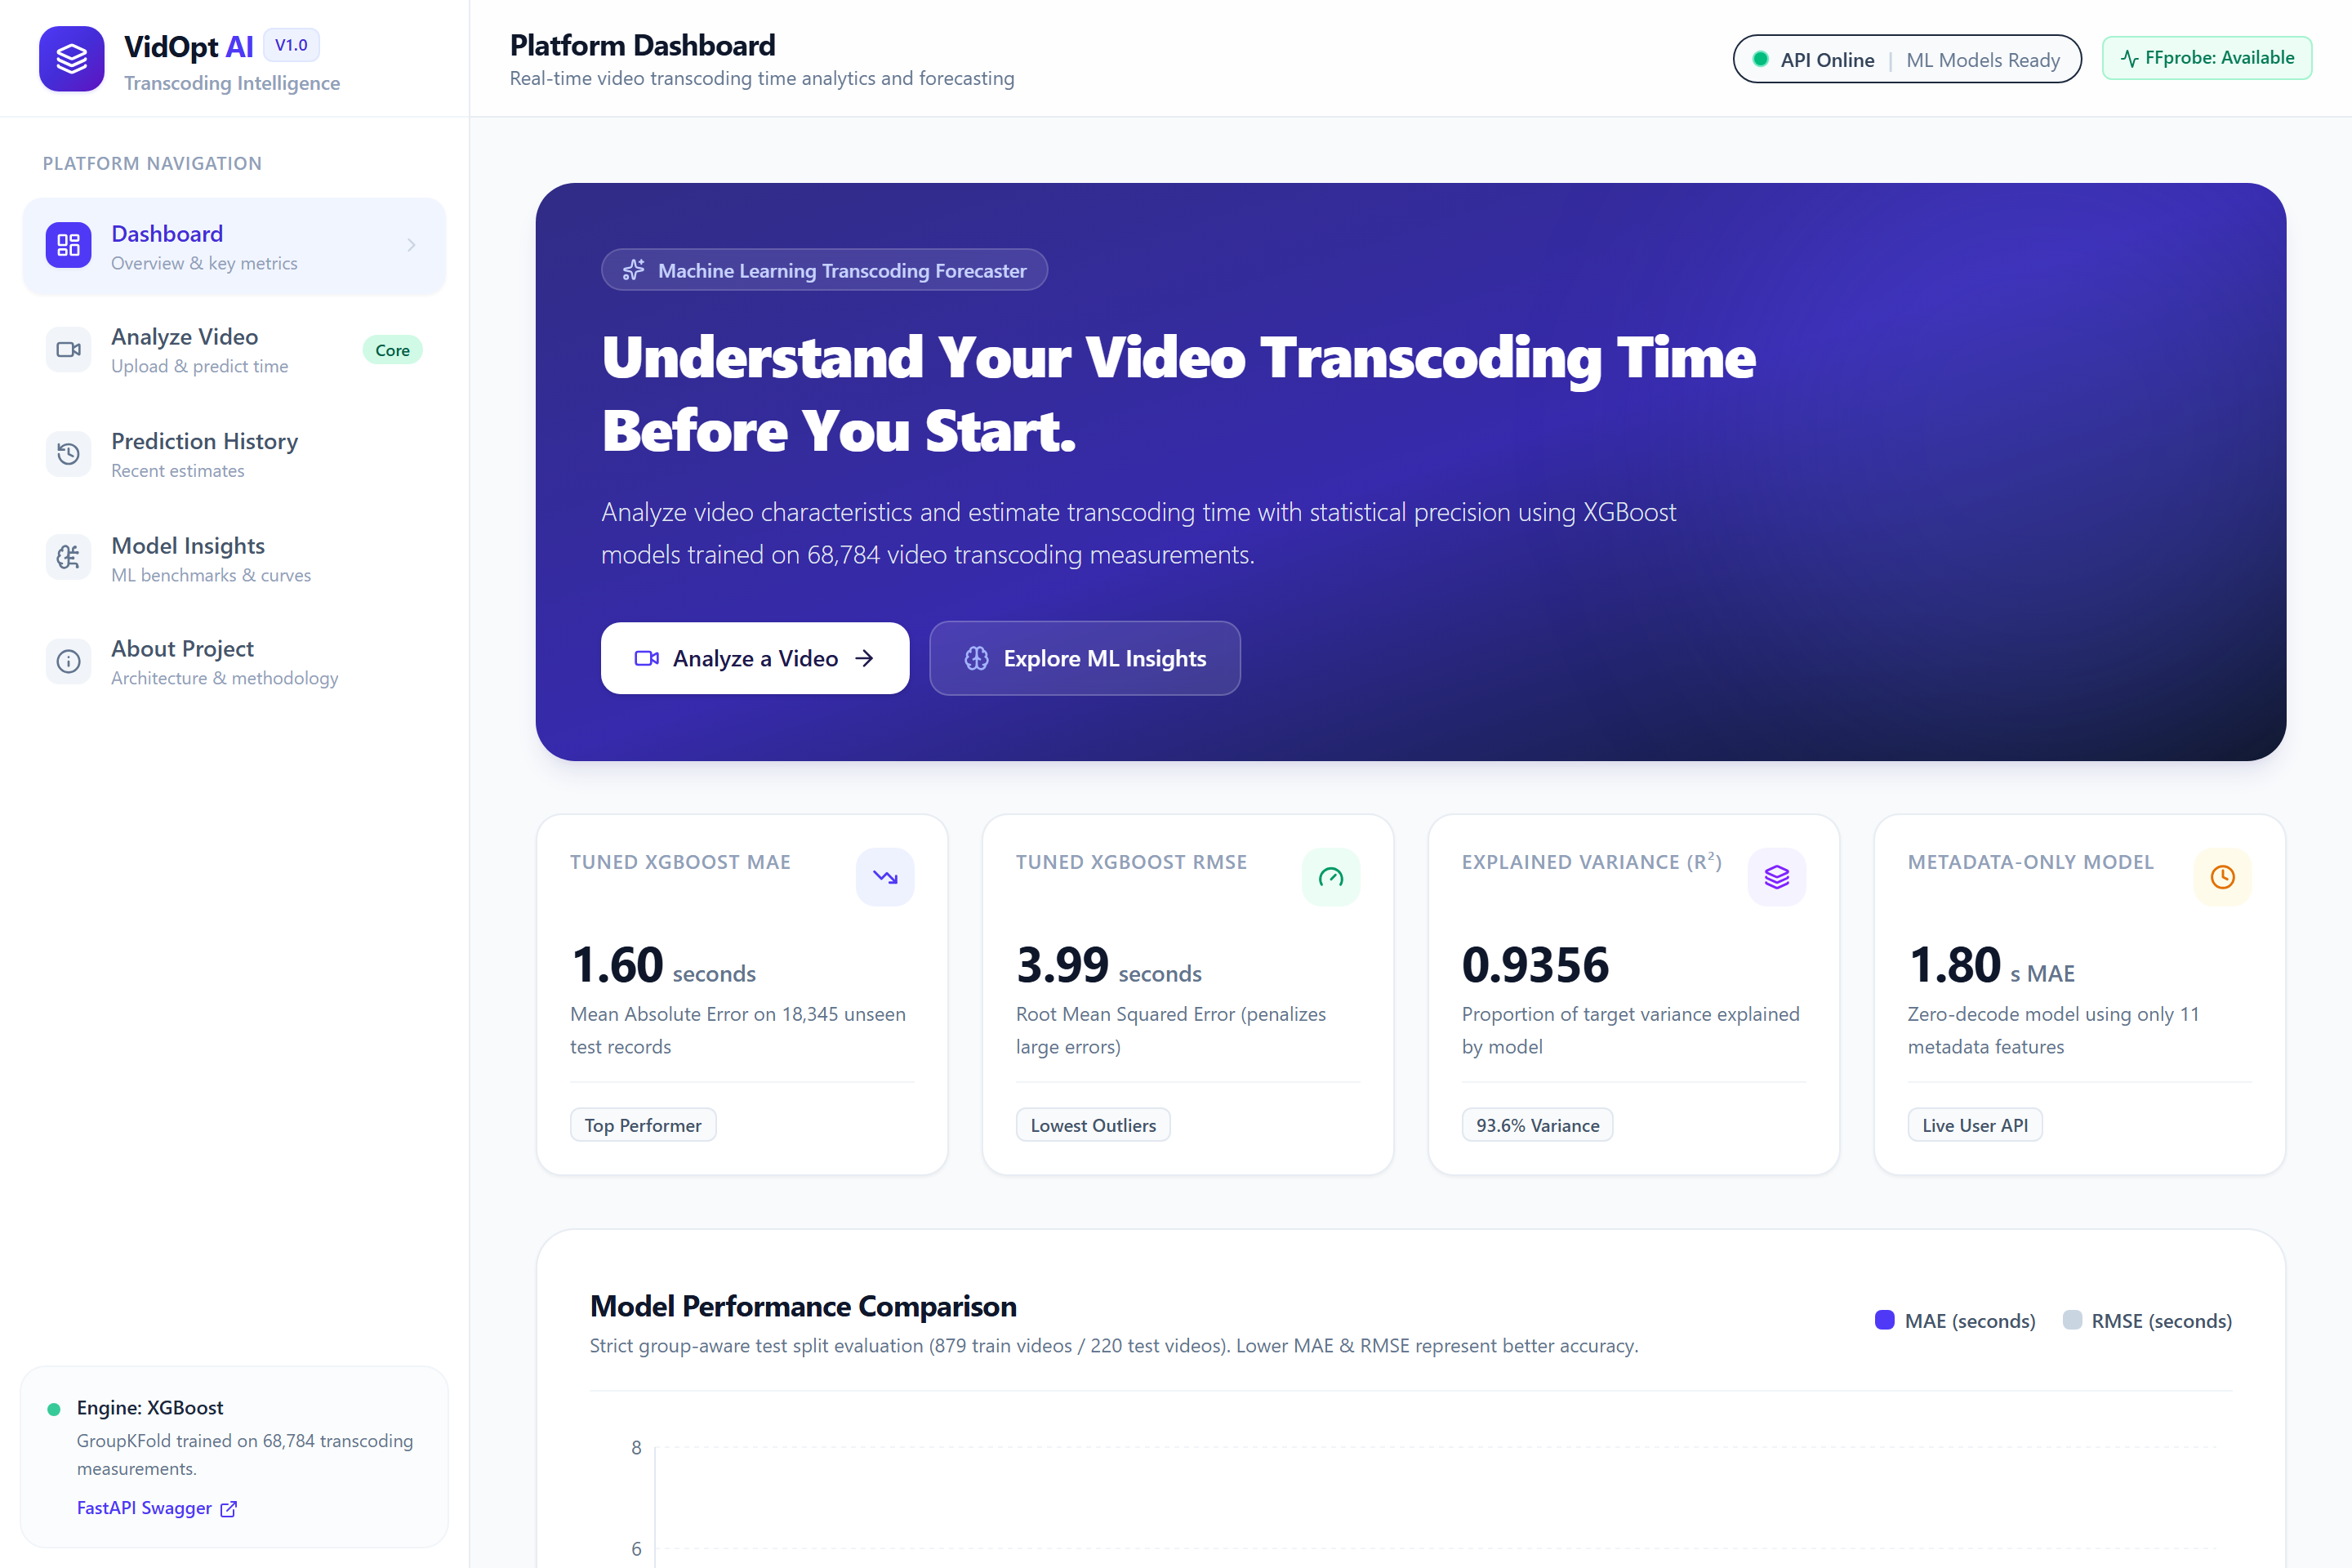 VidOpt AI V1.0
Transcoding Intelligence
PLATFORM NAVIGATION
Dashboard
Overview & key metrics
Analyze Video
Upload & predict time
Core
Prediction History
Recent estimates
Model Insights
ML benchmarks & curves
About Project
Architecture & methodology
Engine: XGBoost
GroupKFold trained on 68,784 transcoding
measurements.
FastAPI Swagger
Platform Dashboard
Real-time video transcoding time analytics and forecasting
API Online | ML Models Ready
FFprobe: Available
Machine Learning Transcoding Forecaster
Understand Your Video Transcoding Time
Before You Start.
Analyze video characteristics and estimate transcoding time with statistical precision using XGBoost
models trained on 68,784 video transcoding measurements.
Analyze a Video
Explore ML Insights
TUNED XGBOOST MAE
1.60 seconds
Mean Absolute Error on 18,345 unseen
test records
Top Performer
TUNED XGBOOST RMSE
3.99 seconds
Root Mean Squared Error (penalizes
large errors)
Lowest Outliers
EXPLAINED VARIANCE (R²)
0.9356
Proportion of target variance explained
by model
93.6% Variance
METADATA-ONLY MODEL
1.80 s MAE
Zero-decode model using only 11
metadata features
Live User API
Model Performance Comparison
Strict group-aware test split evaluation (879 train videos / 220 test videos). Lower MAE & RMSE represent better accuracy.
MAE (seconds)
RMSE (seconds)
8
6